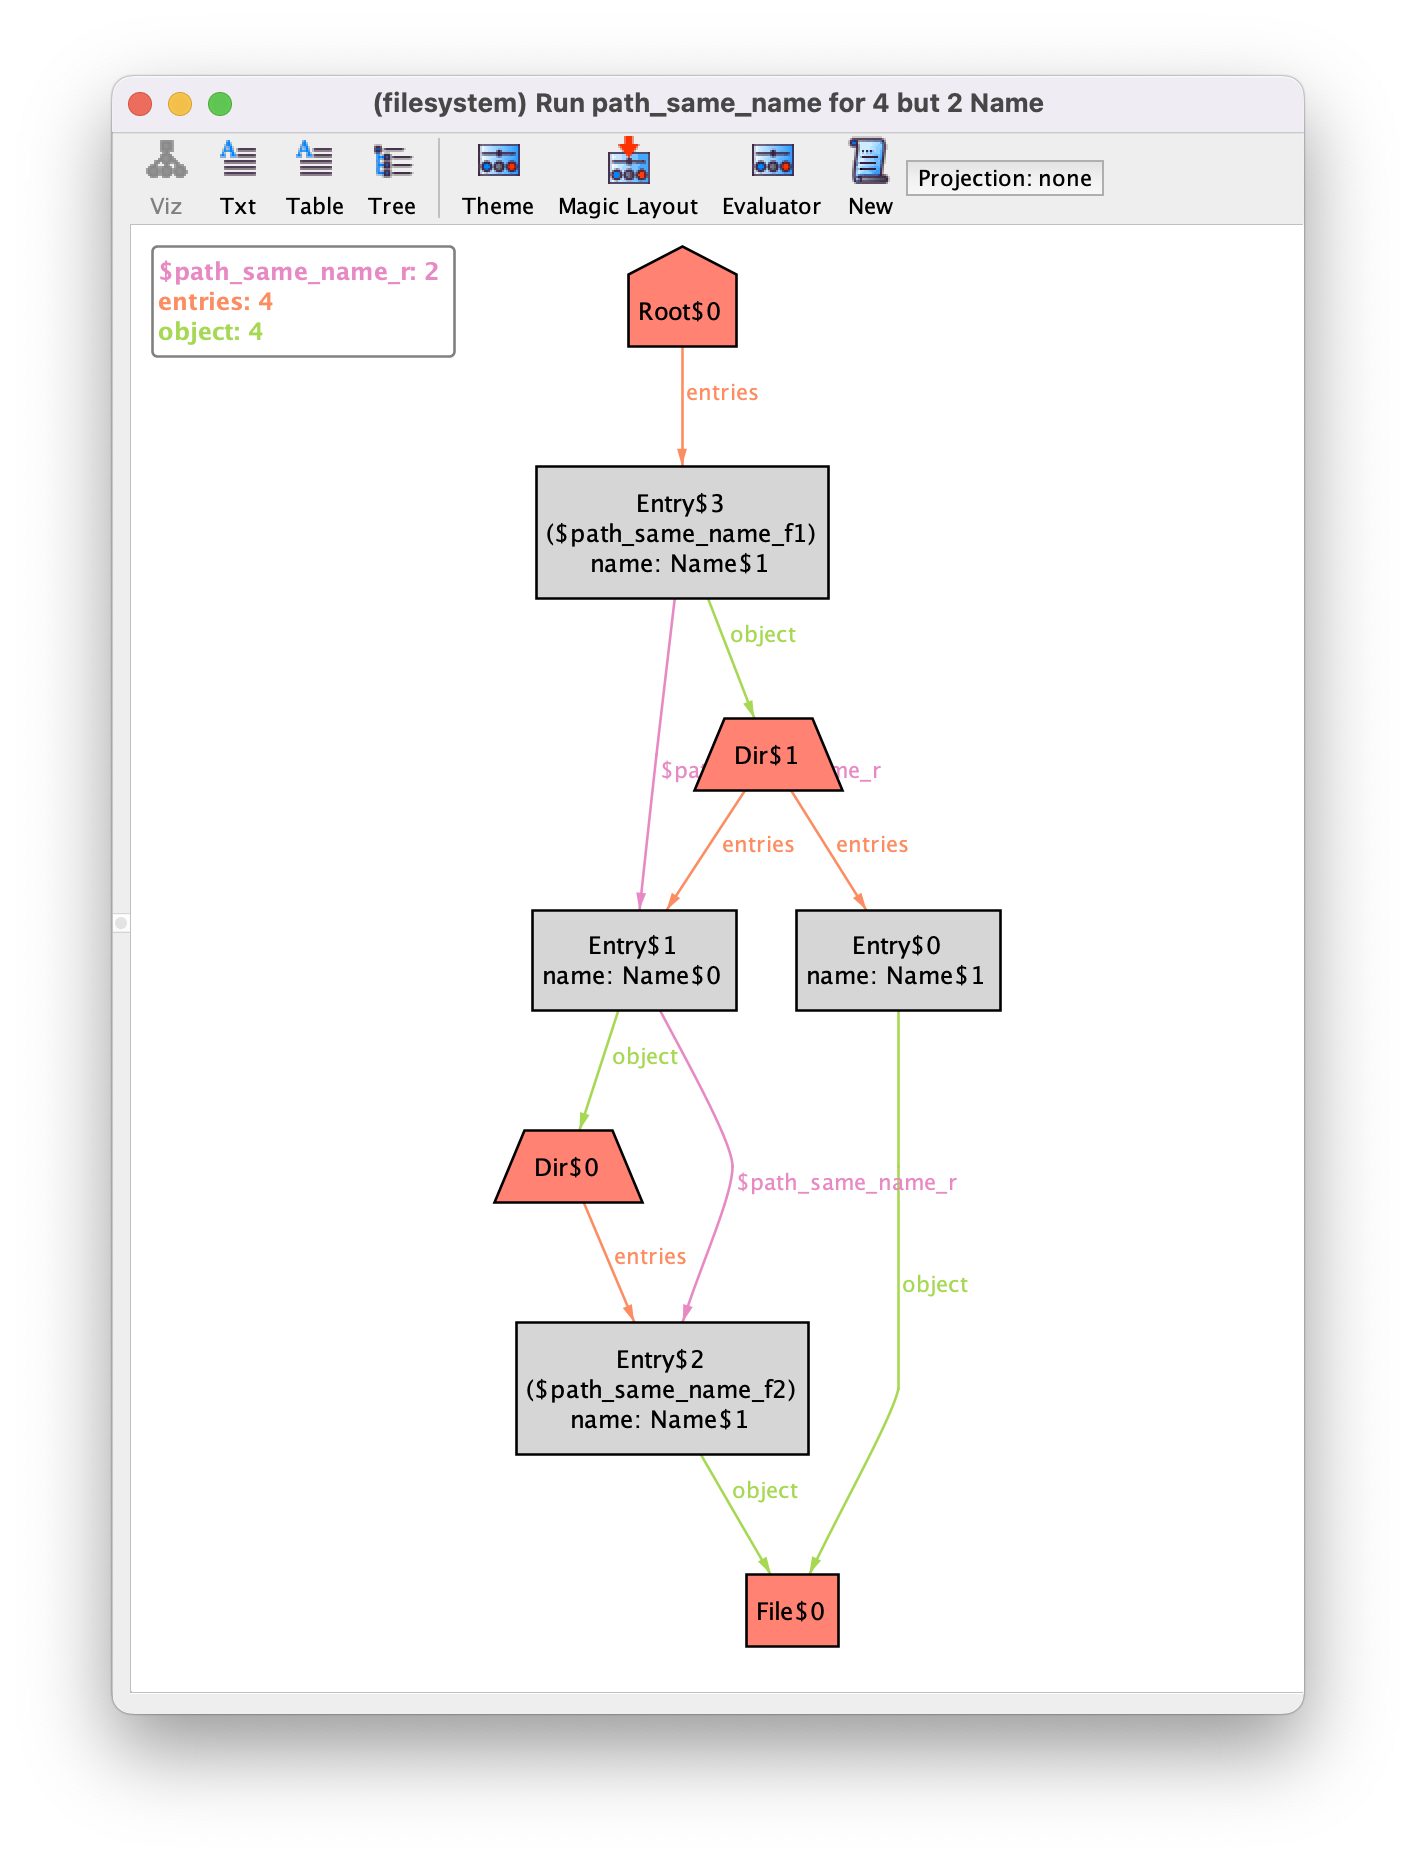 (filesystem) Run path_same_name for 4 but 2 Name
Viz Txt Table Tree Theme Magic Layout Evaluator New Projection: none
$path_same_name_r: 2
entries: 4
object: 4
Root$0
entries
Entry$3
($path_same_name_f1)
name: Name$1
object
Dir$1
entries
entries
Entry$1
name: Name$0
Entry$0
name: Name$1
object
Dir$0
$path_same_name_r
entries
object
Entry$2
($path_same_name_f2)
name: Name$1
object
File$0